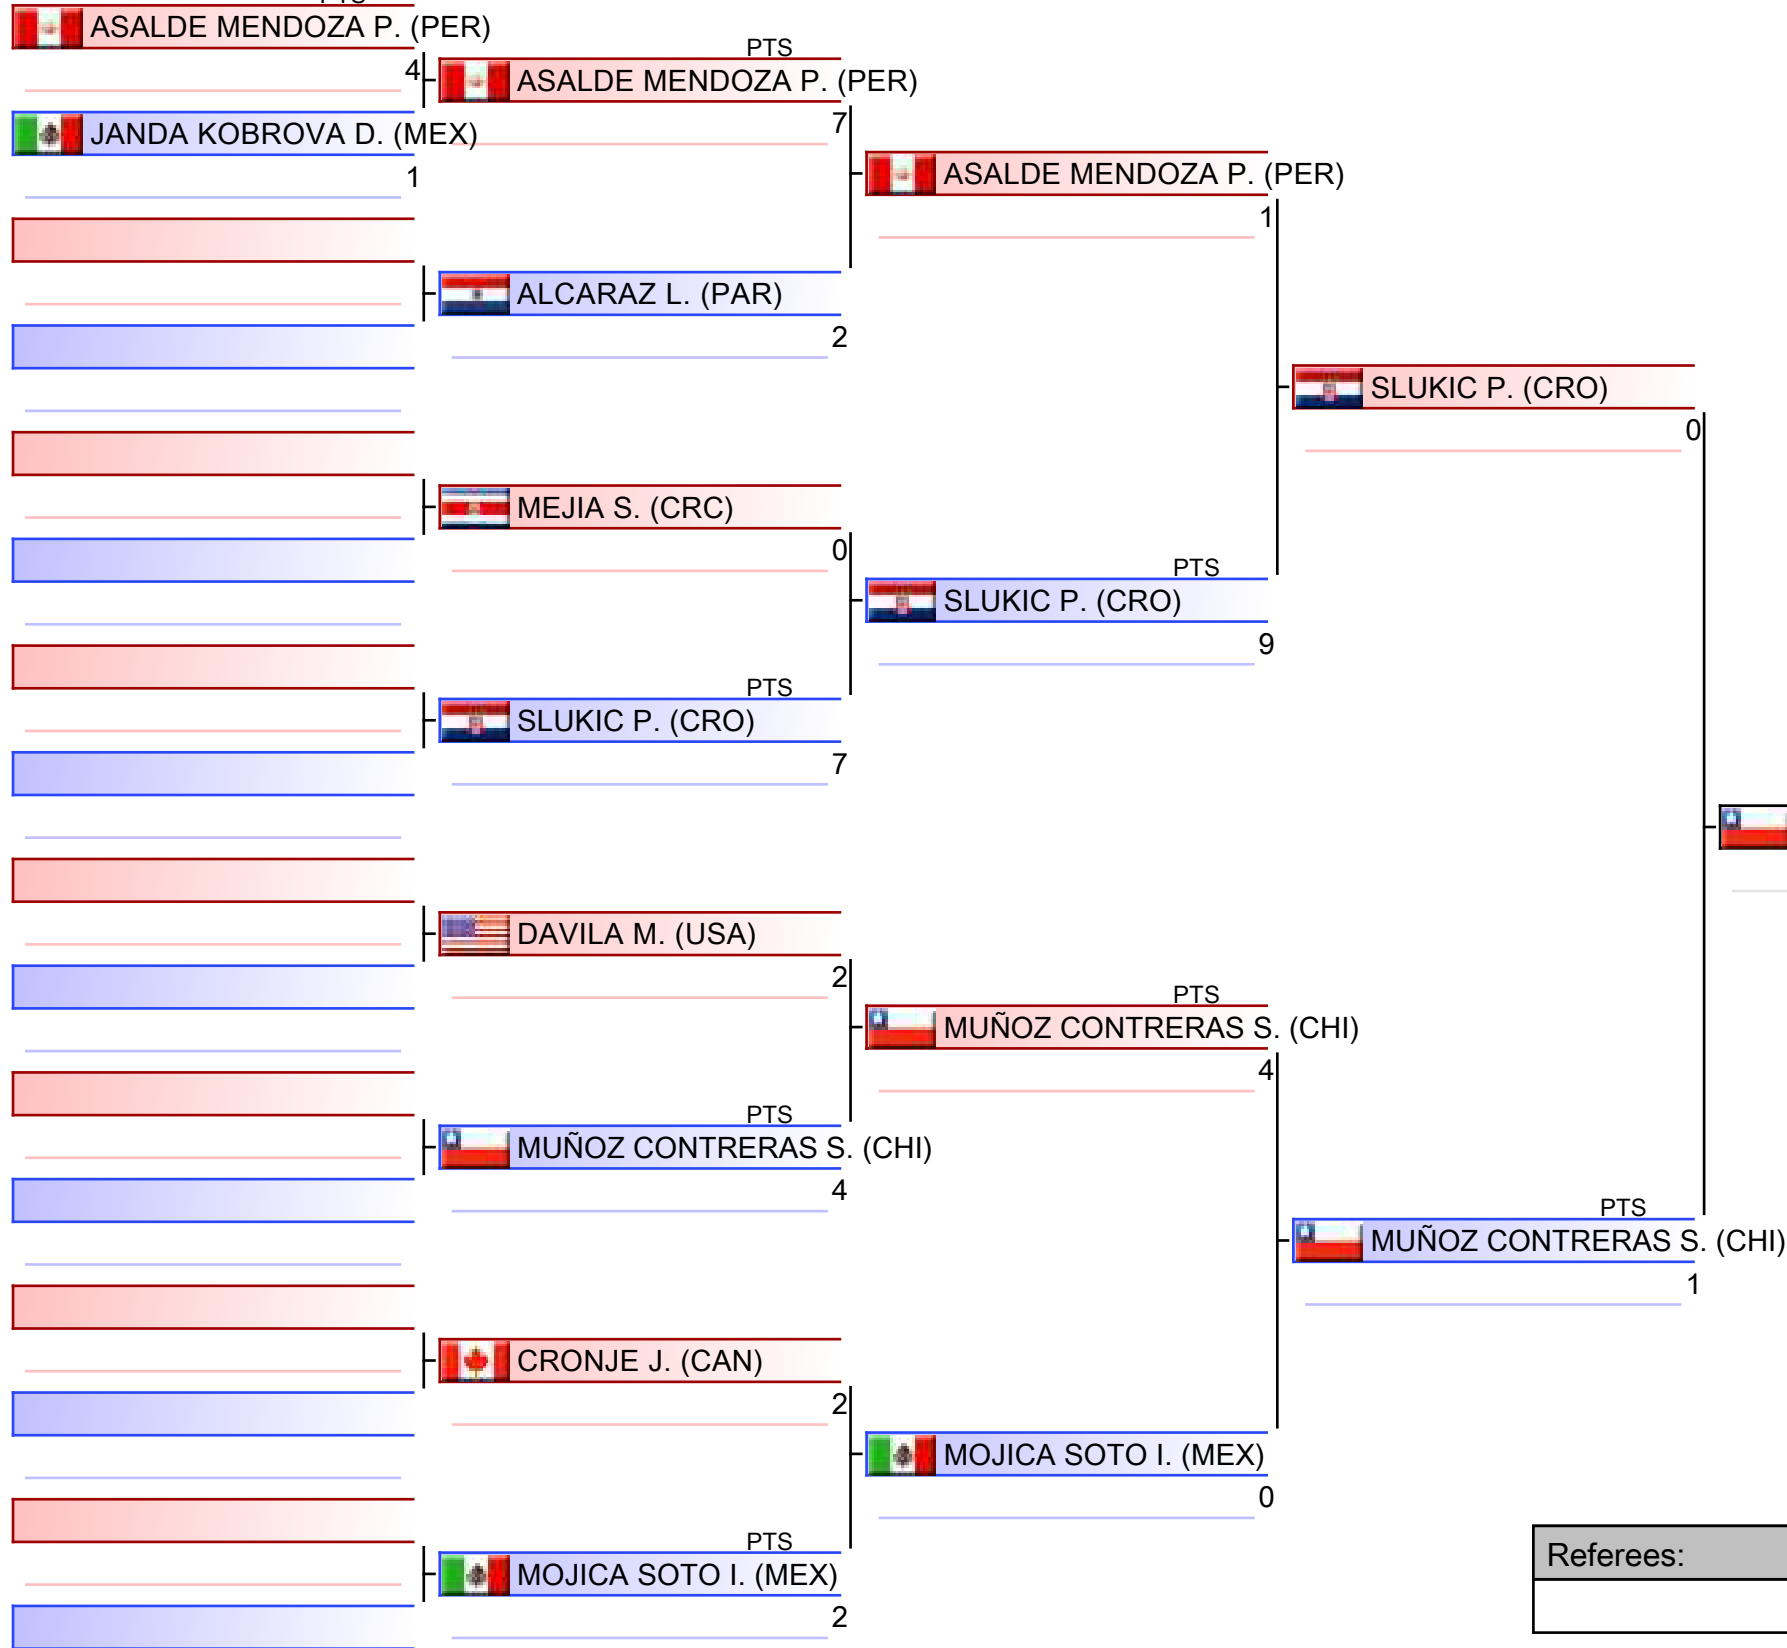 ASALDE MENDOZA P. (PER)
4
JANDA KOBROVA D. (MEX)
1
PTS
ASALDE MENDOZA P. (PER)
7
ALCARAZ L. (PAR)
2
MEJIA S. (CRC)
0
PTS
SLUKIC P. (CRO)
7
DAVILA M. (USA)
2
PTS
MUÑOZ CONTRERAS S. (CHI)
4
CRONJE J. (CAN)
2
PTS
MOJICA SOTO I. (MEX)
2
ASALDE MENDOZA P. (PER)
1
PTS
SLUKIC P. (CRO)
9
PTS
MUÑOZ CONTRERAS S. (CHI)
4
MOJICA SOTO I. (MEX)
0
SLUKIC P. (CRO)
0
PTS
MUÑOZ CONTRERAS S. (CHI)
1
Referees: